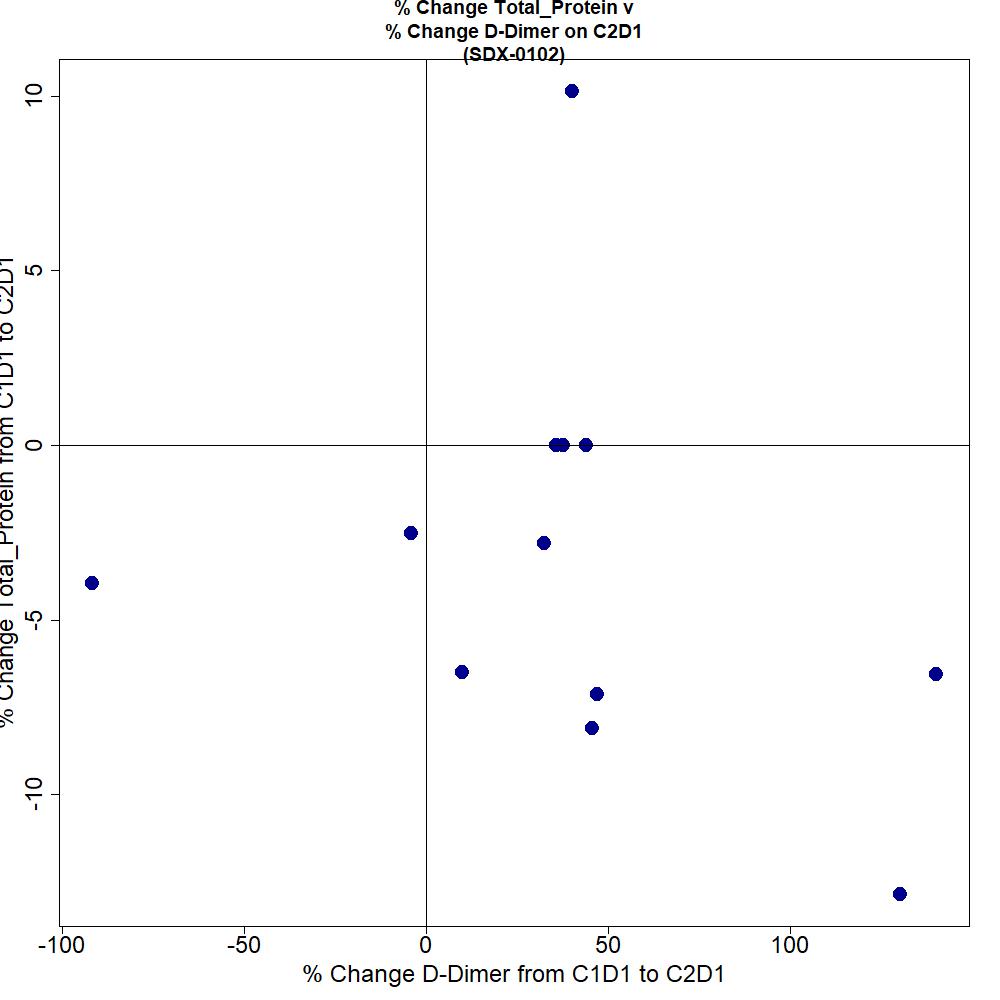 % Change Total_Protein v
% Change D-Dimer on C2D1
(SDX-0102)
10
5
0
-5
-10
% Change Total_Protein from C1D1 to C2D1
-100
-50
0
50
100
% Change D-Dimer from C1D1 to C2D1